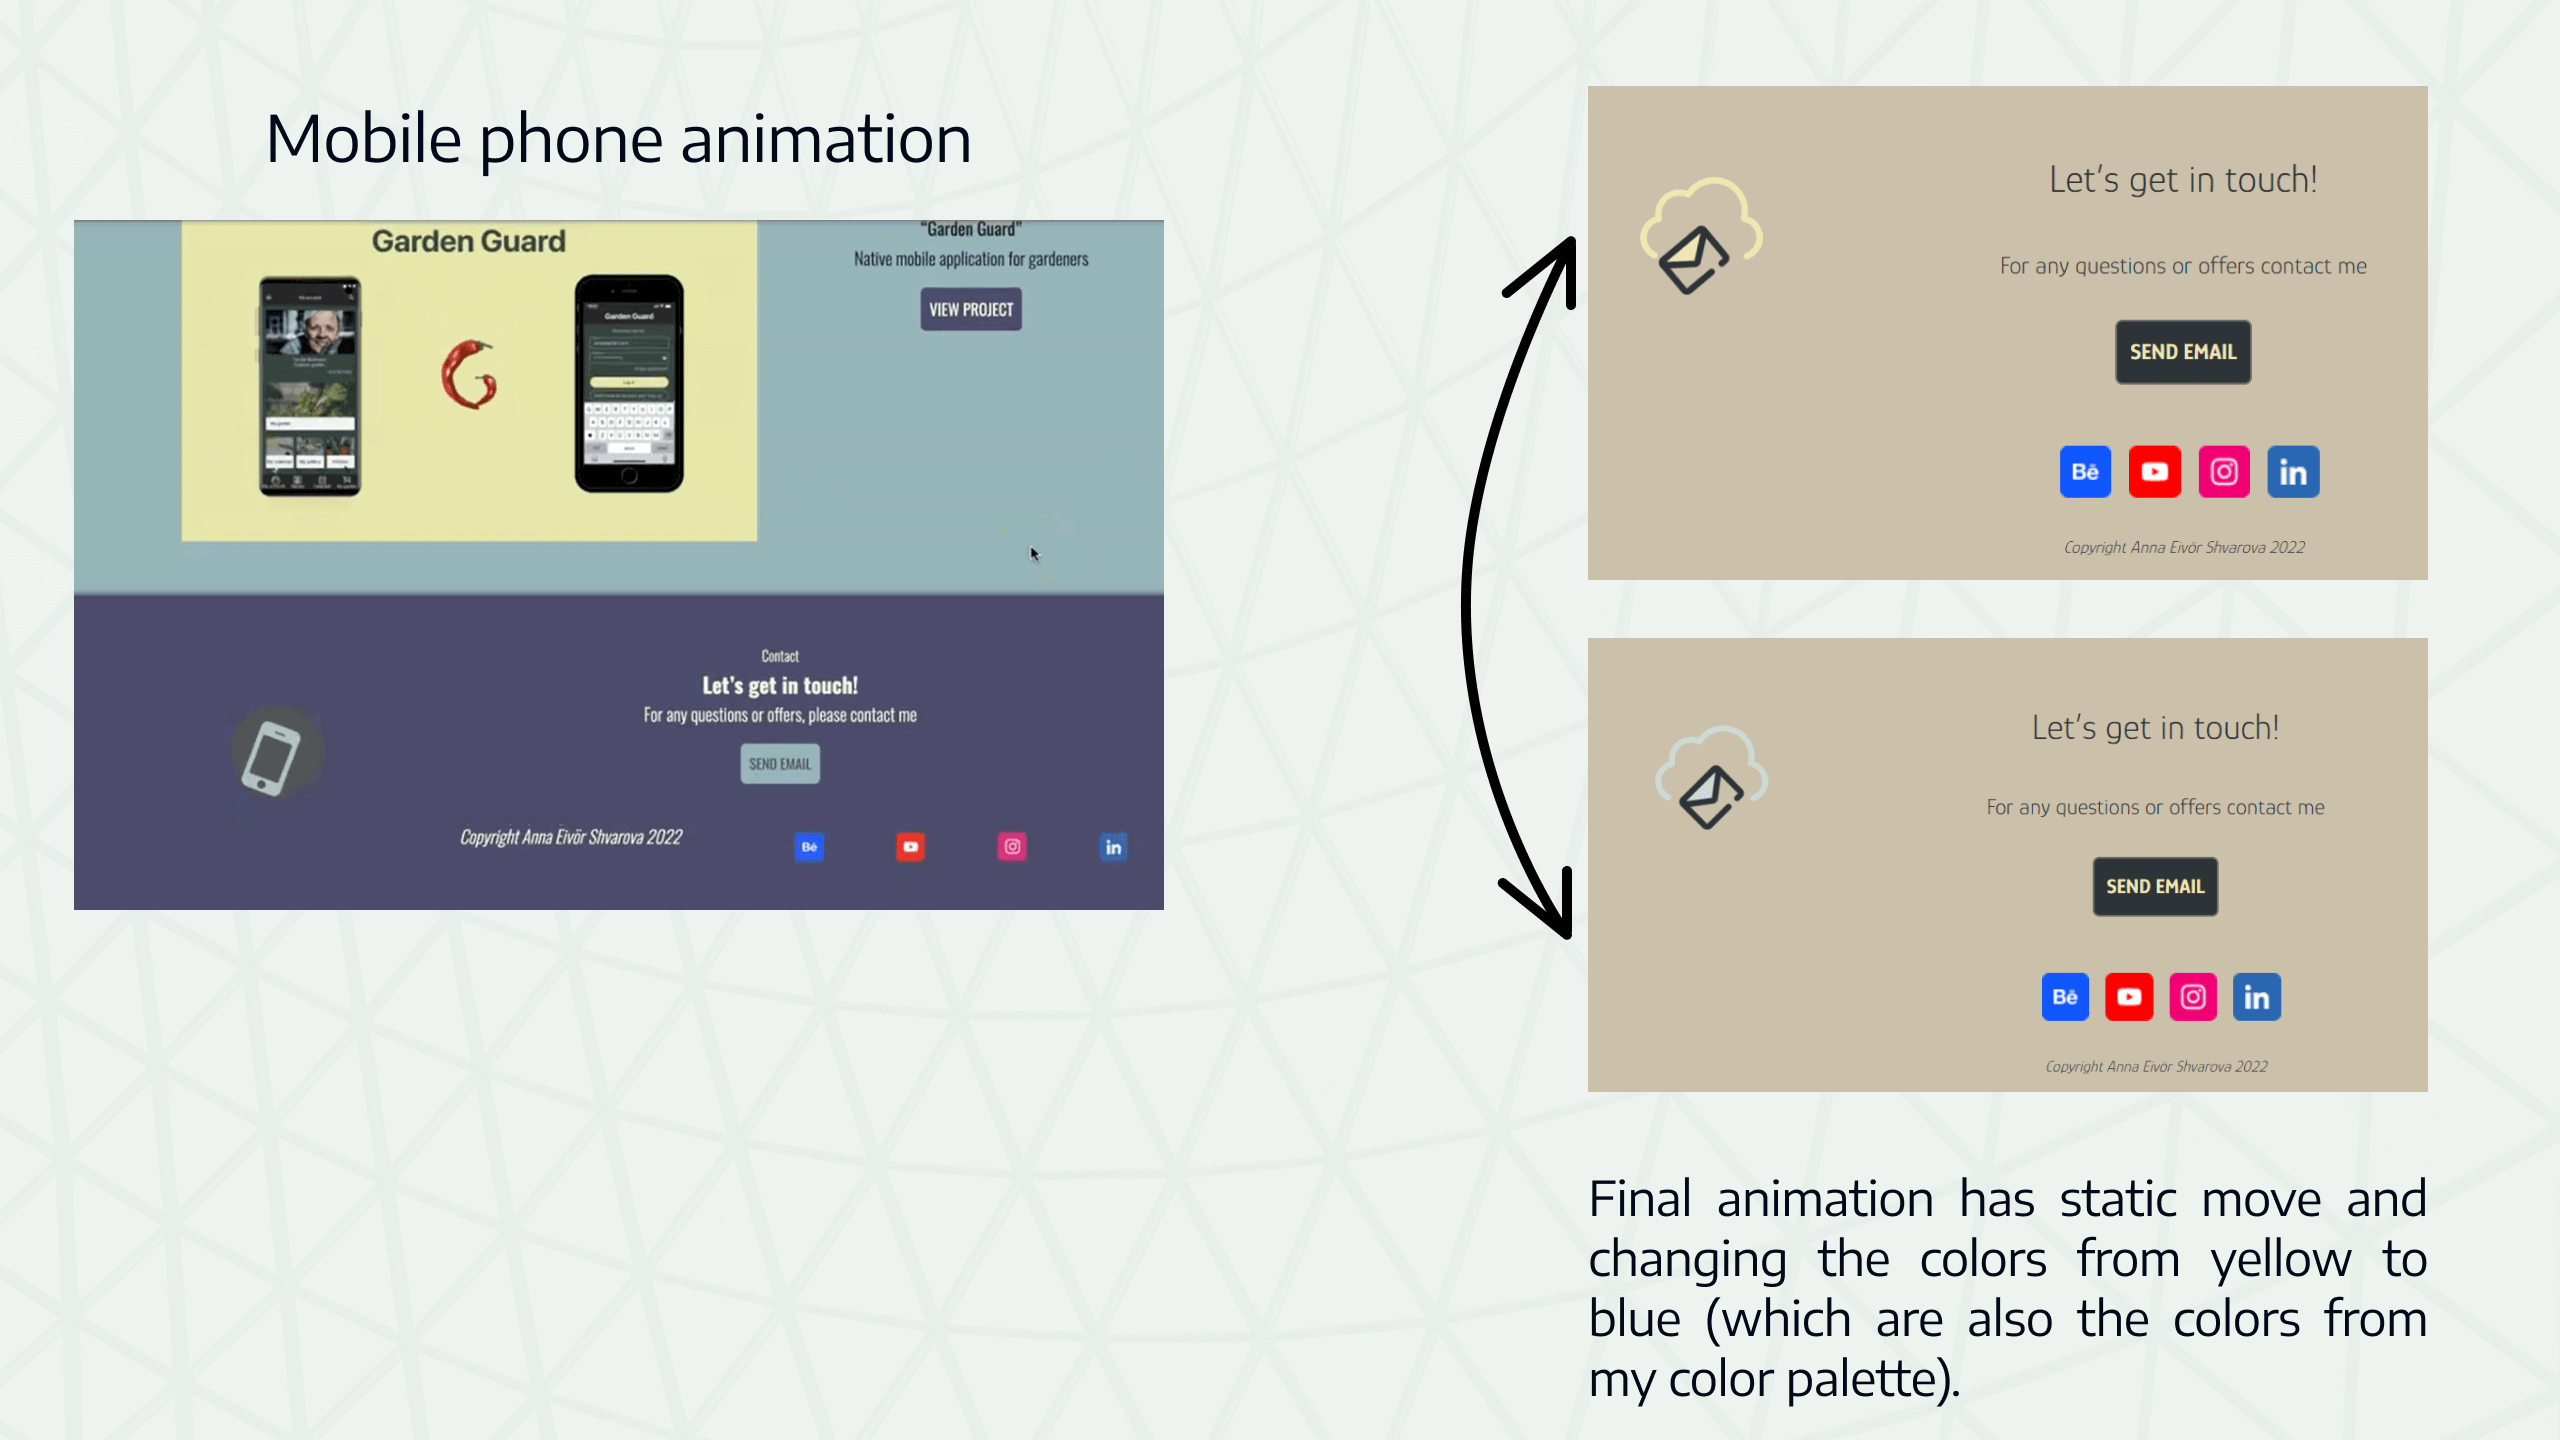 Mobile phone animation
Garden Guard
"Garden Guard"
Native mobile application for gardeners
VIEW PROJECT
Garden Guard
Contact
Let's get in touch!
For any questions or offers, please contact me
SEND EMAIL
Copyright Anna Eivör Shvarova 2022
Bē
in
Let's get in touch!
For any questions or offers contact me
SEND EMAIL
Bē
in
Copyright Anna Eivör Shvarova 2022
Let's get in touch!
For any questions or offers contact me
SEND EMAIL
Bē
in
Copyright Anna Eivör Shvarova 2022
Final animation has static move and
changing the colors from yellow to
blue (which are also the colors from
my color palette).